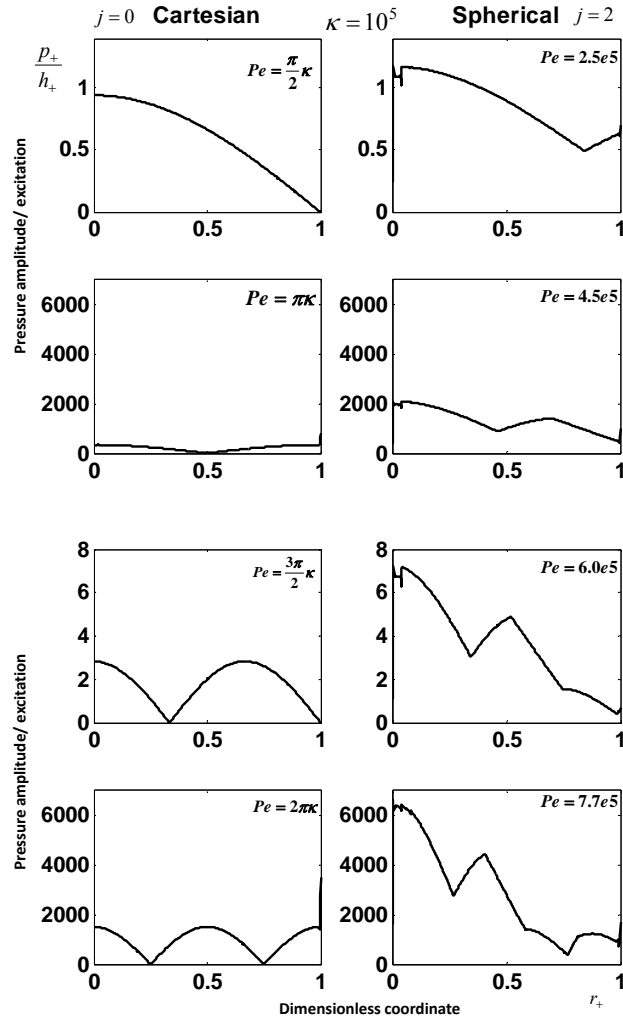 j = 0 Cartesian κ = 10⁵ Spherical j = 2
p₊/h₊
Pressure amplitude/ excitation
1
0.5
0
0 0.5 1
Pe = π/2 κ
1
0.5
0
0 0.5 1
Pe = 2.5e5
6000
4000
2000
0
0 0.5 1
Pe = πκ
6000
4000
2000
0
0 0.5 1
Pe = 4.5e5
Pressure amplitude/ excitation
8
6
4
2
0
0 0.5 1
Pe = 3π/2 κ
8
6
4
2
0
0 0.5 1
Pe = 6.0e5
6000
4000
2000
0
0 0.5 1
Pe = 2πκ
6000
4000
2000
0
0 0.5 1
Pe = 7.7e5
Dimensionless coordinate r₊